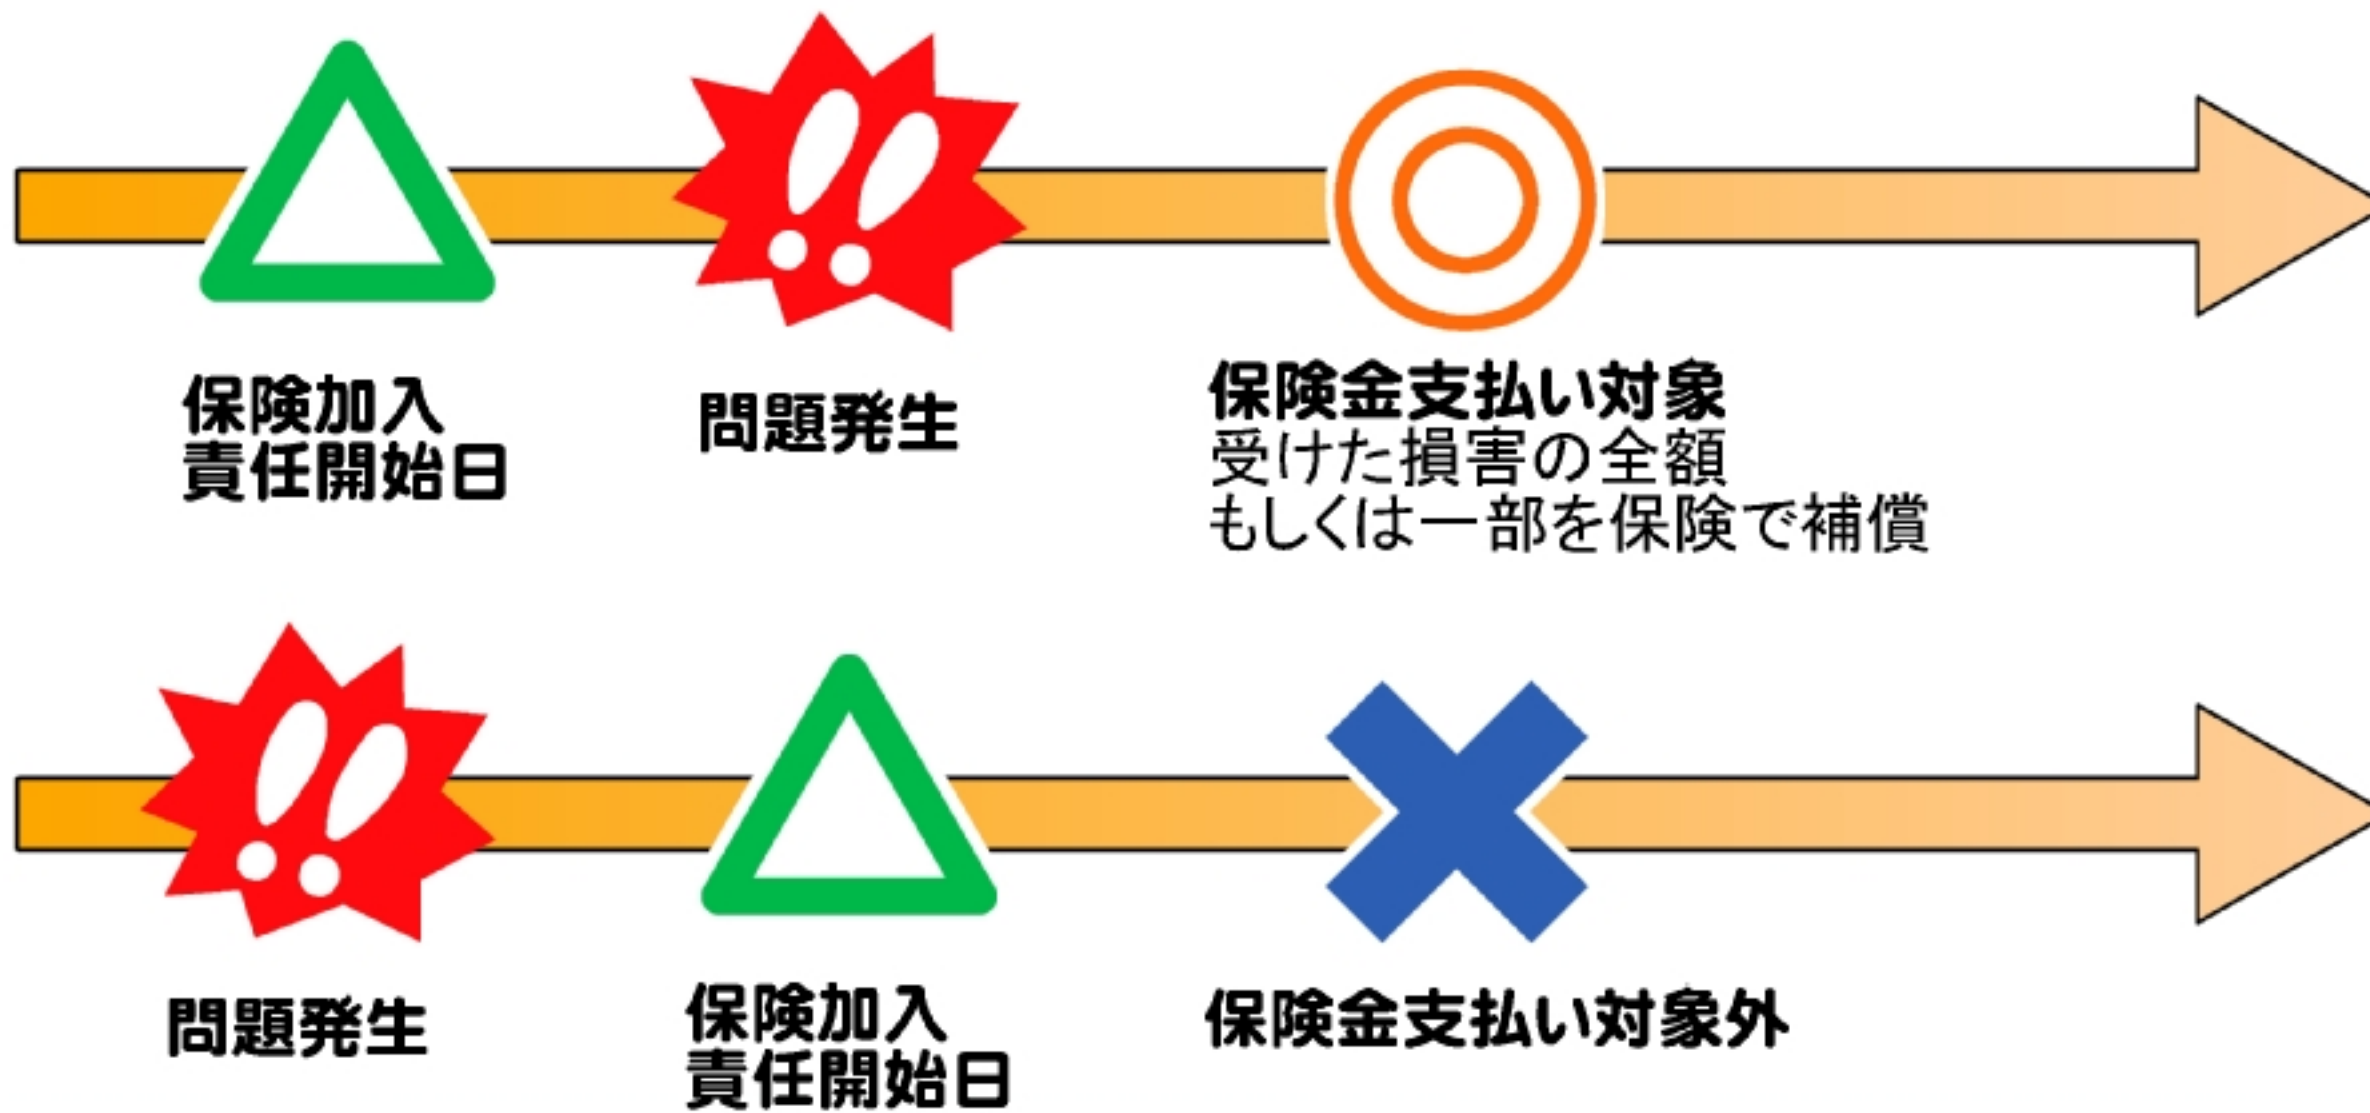 保険加入
責任開始日
問題発生
保険金支払い対象
受けた損害の全額
もしくは一部を保険で補償
問題発生
保険加入
責任開始日
保険金支払い対象外